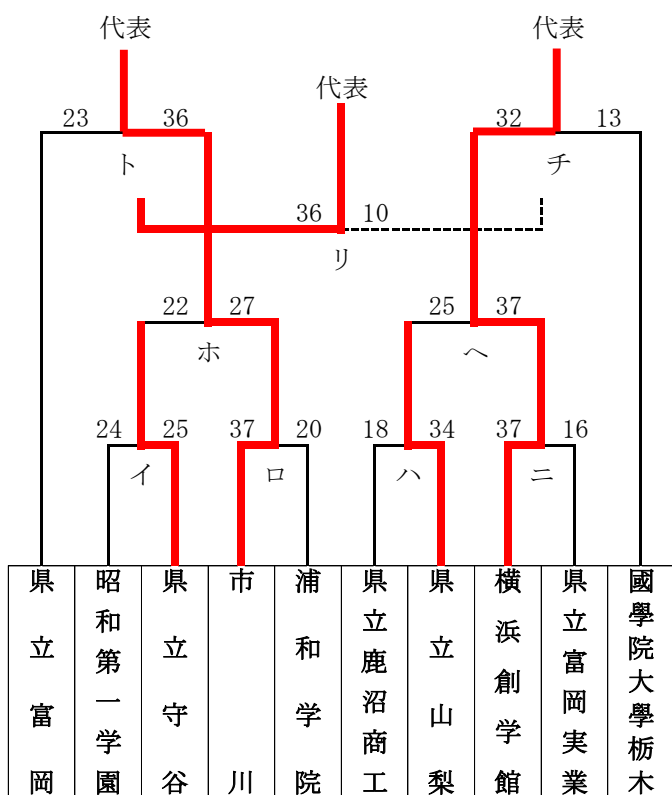 代表 代表
代表
23 36 32 13
ト チ
36 10
リ
22 27 25 37
ホ ヘ
24 25 37 20 18 34 37 16
イ ロ ハ ニ
県立富岡
昭和第一学園
県立守谷
市川
浦和学院
県立鹿沼商工
県立山梨
横浜創学館
県立富岡実業
國學院大學栃木